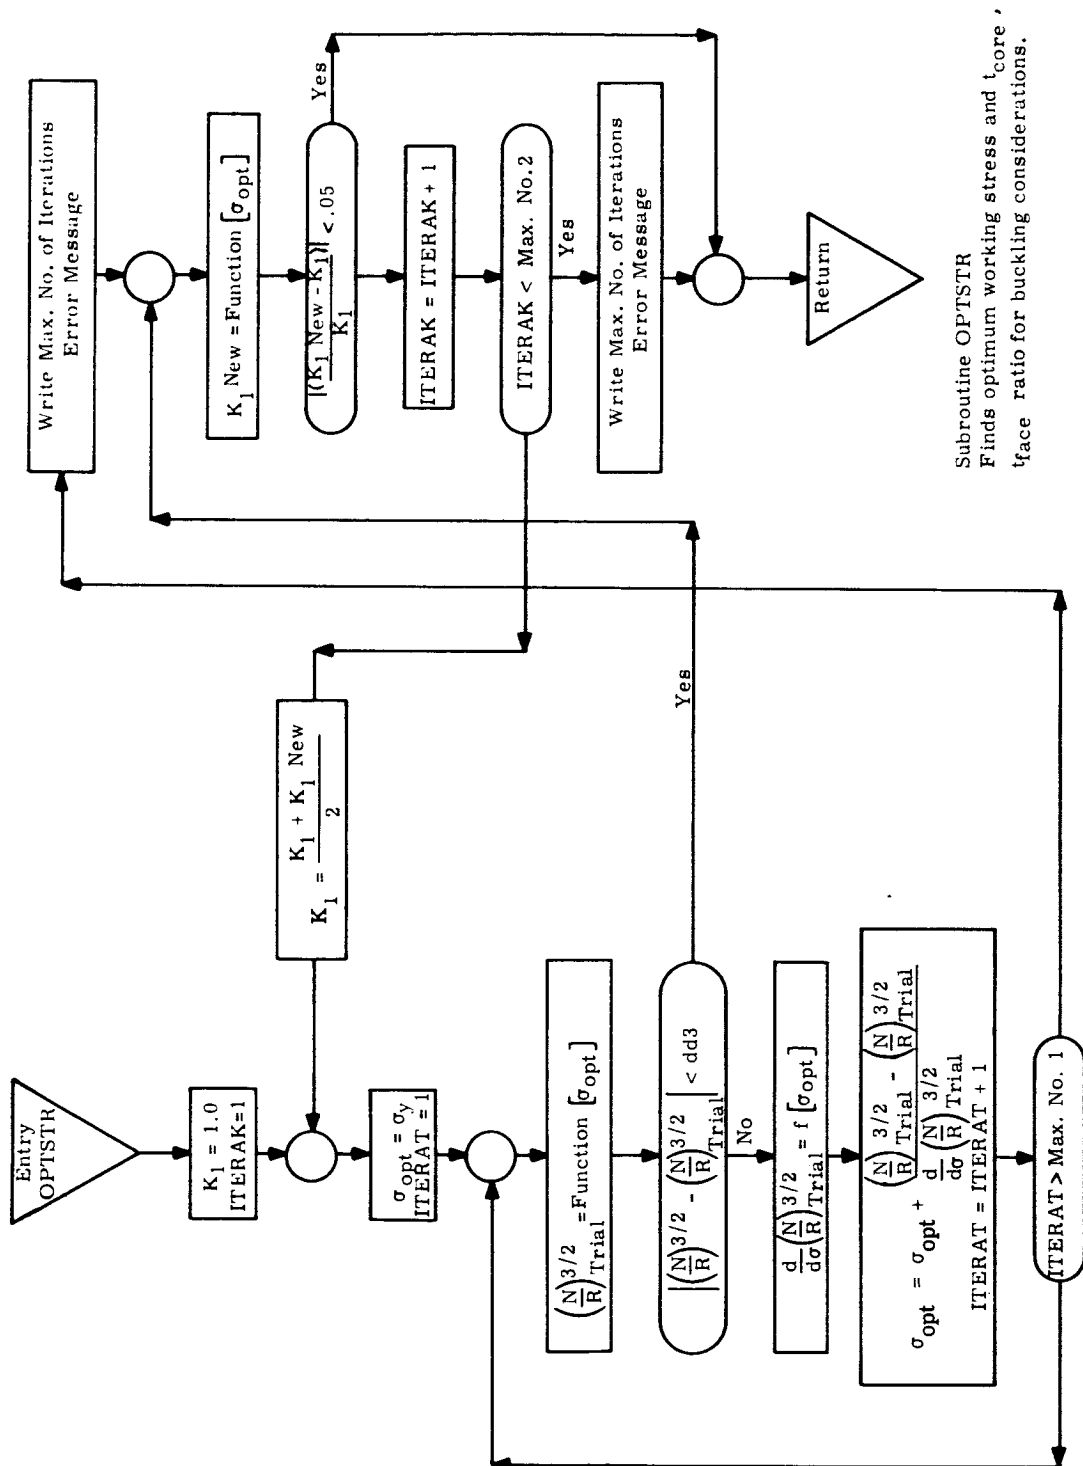 Entry
OPTSTR
K₁ = 1.0
ITERAK=1
σopt = σy
ITERAT = 1
(N/R)^3/2 Trial =Function [σopt]
|(N/R)^3/2 - (N/R)^3/2 Trial| < dd3
Yes
No
d/dσ (N/R)^3/2 Trial = f [σopt]
σopt = σopt + ((N/R)^3/2 Trial - (N/R)^3/2 Trial) / (d/dσ (N/R)^3/2 Trial)
ITERAT = ITERAT + 1
ITERAT > Max. No. 1
K₁ = (K₁ + K₁ New) / 2
Write Max. No. of Iterations
Error Message
K₁ New = Function [σopt]
|(K₁ New - K₁)| / K₁ < .05
Yes
ITERAK = ITERAK + 1
ITERAK < Max. No. 2
Yes
Write Max. No. of Iterations
Error Message
Return
Subroutine OPTSTR
Finds optimum working stress and tcore,
tface ratio for buckling considerations.